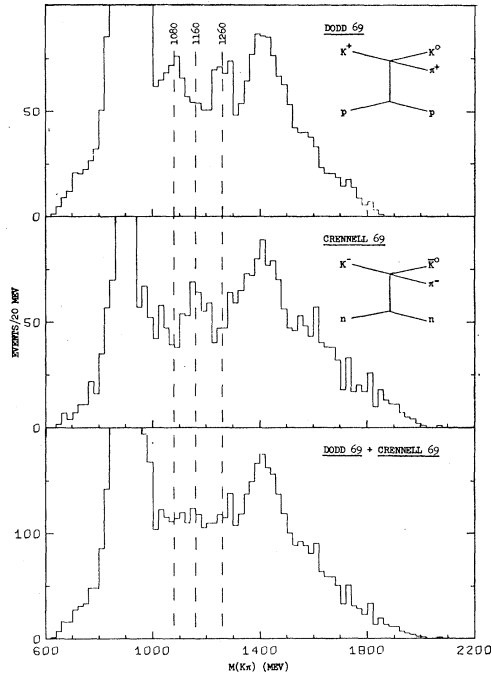 DODD 69
1080
1160
1260
K+
K0
π+
p
p
50
0
CRENNELL 69
K-
K̄0
π-
n
n
50
0
EVENTS/20 MEV
DODD 69 + CRENNELL 69
100
0
600
1000
1400
1800
2200
M(Kπ) (MEV)